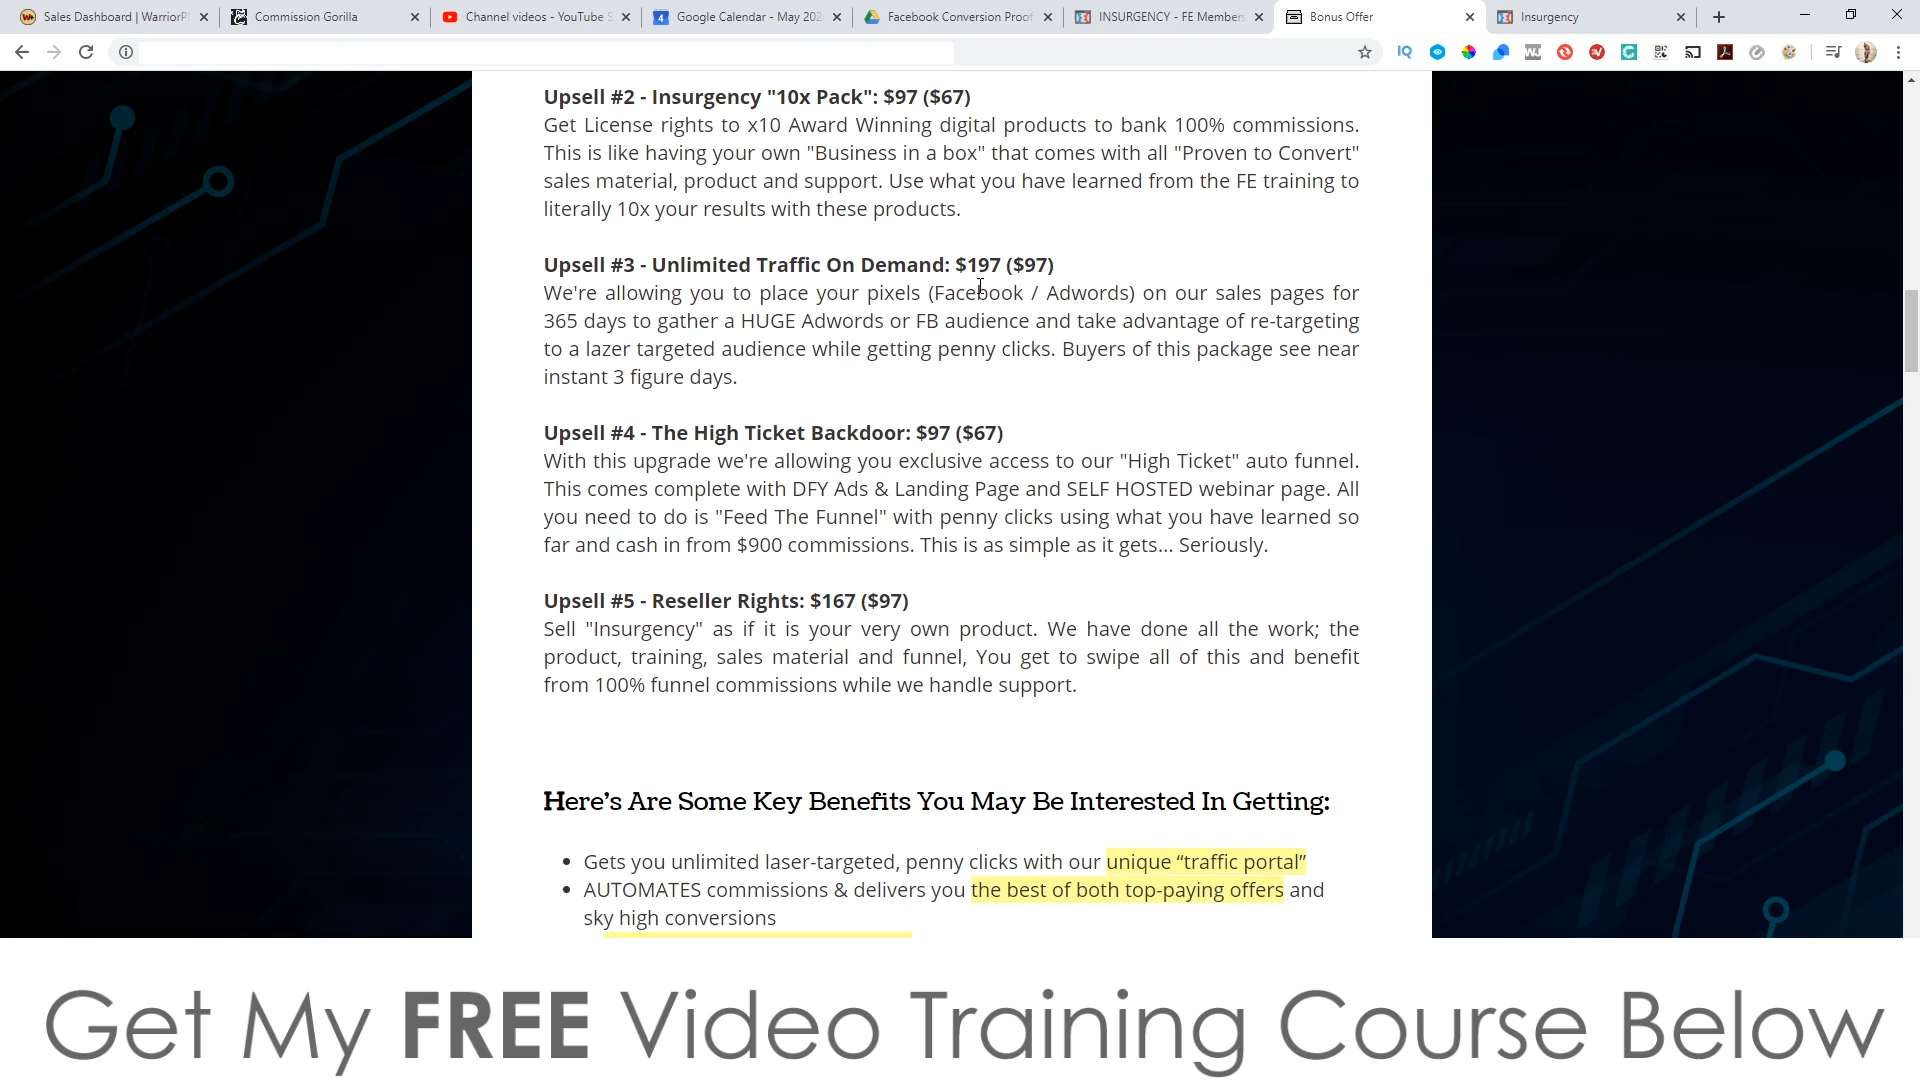 Sales Dashboard | WarriorP
Commission Gorilla
Channel videos - YouTube S
Google Calendar - May 202
Facebook Conversion Proof
INSURGENCY - FE Members
Bonus Offer
Insurgency
Upsell #2 - Insurgency "10x Pack": $97 ($67)
Get License rights to x10 Award Winning digital products to bank 100% commissions.
This is like having your own "Business in a box" that comes with all "Proven to Convert"
sales material, product and support. Use what you have learned from the FE training to
literally 10x your results with these products.
Upsell #3 - Unlimited Traffic On Demand: $197 ($97)
We're allowing you to place your pixels (Facebook / Adwords) on our sales pages for
365 days to gather a HUGE Adwords or FB audience and take advantage of re-targeting
to a lazer targeted audience while getting penny clicks. Buyers of this package see near
instant 3 figure days.
Upsell #4 - The High Ticket Backdoor: $97 ($67)
With this upgrade we're allowing you exclusive access to our "High Ticket" auto funnel.
This comes complete with DFY Ads & Landing Page and SELF HOSTED webinar page. All
you need to do is "Feed The Funnel" with penny clicks using what you have learned so
far and cash in from $900 commissions. This is as simple as it gets... Seriously.
Upsell #5 - Reseller Rights: $167 ($97)
Sell "Insurgency" as if it is your very own product. We have done all the work; the
product, training, sales material and funnel, You get to swipe all of this and benefit
from 100% funnel commissions while we handle support.
Here's Are Some Key Benefits You May Be Interested In Getting:
Gets you unlimited laser-targeted, penny clicks with our unique “traffic portal”
AUTOMATES commissions & delivers you the best of both top-paying offers and
sky high conversions
Get My FREE Video Training Course Below